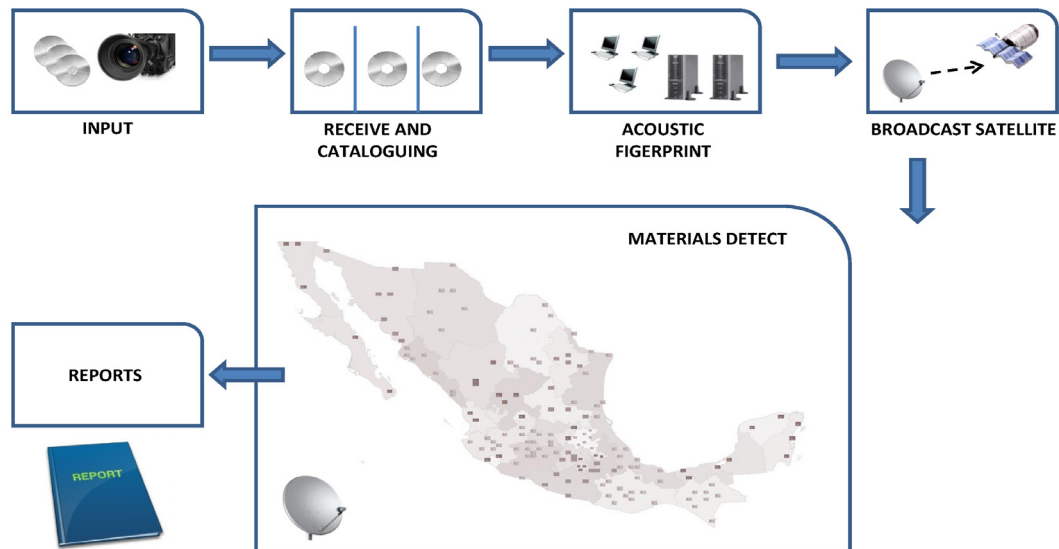 INPUT
RECEIVE AND
CATALOGUING
ACOUSTIC
FIGERPRINT
BROADCAST SATELLITE
MATERIALS DETECT
REPORTS
REPORT